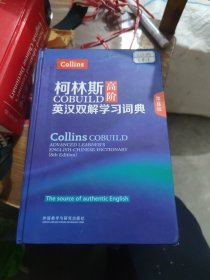 Collins
柯林斯
高阶
COBUILD
英汉双解学习词典
Collins COBUILD
ADVANCED LEARNER'S
ENGLISH-CHINESE DICTIONARY
(8th Edition)
The source of authentic English
外语教学与研究出版社